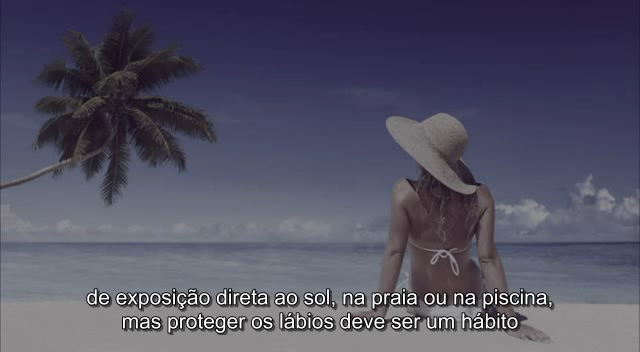 de exposição direta ao sol, na praia ou na piscina,
mas proteger os lábios deve ser um hábito